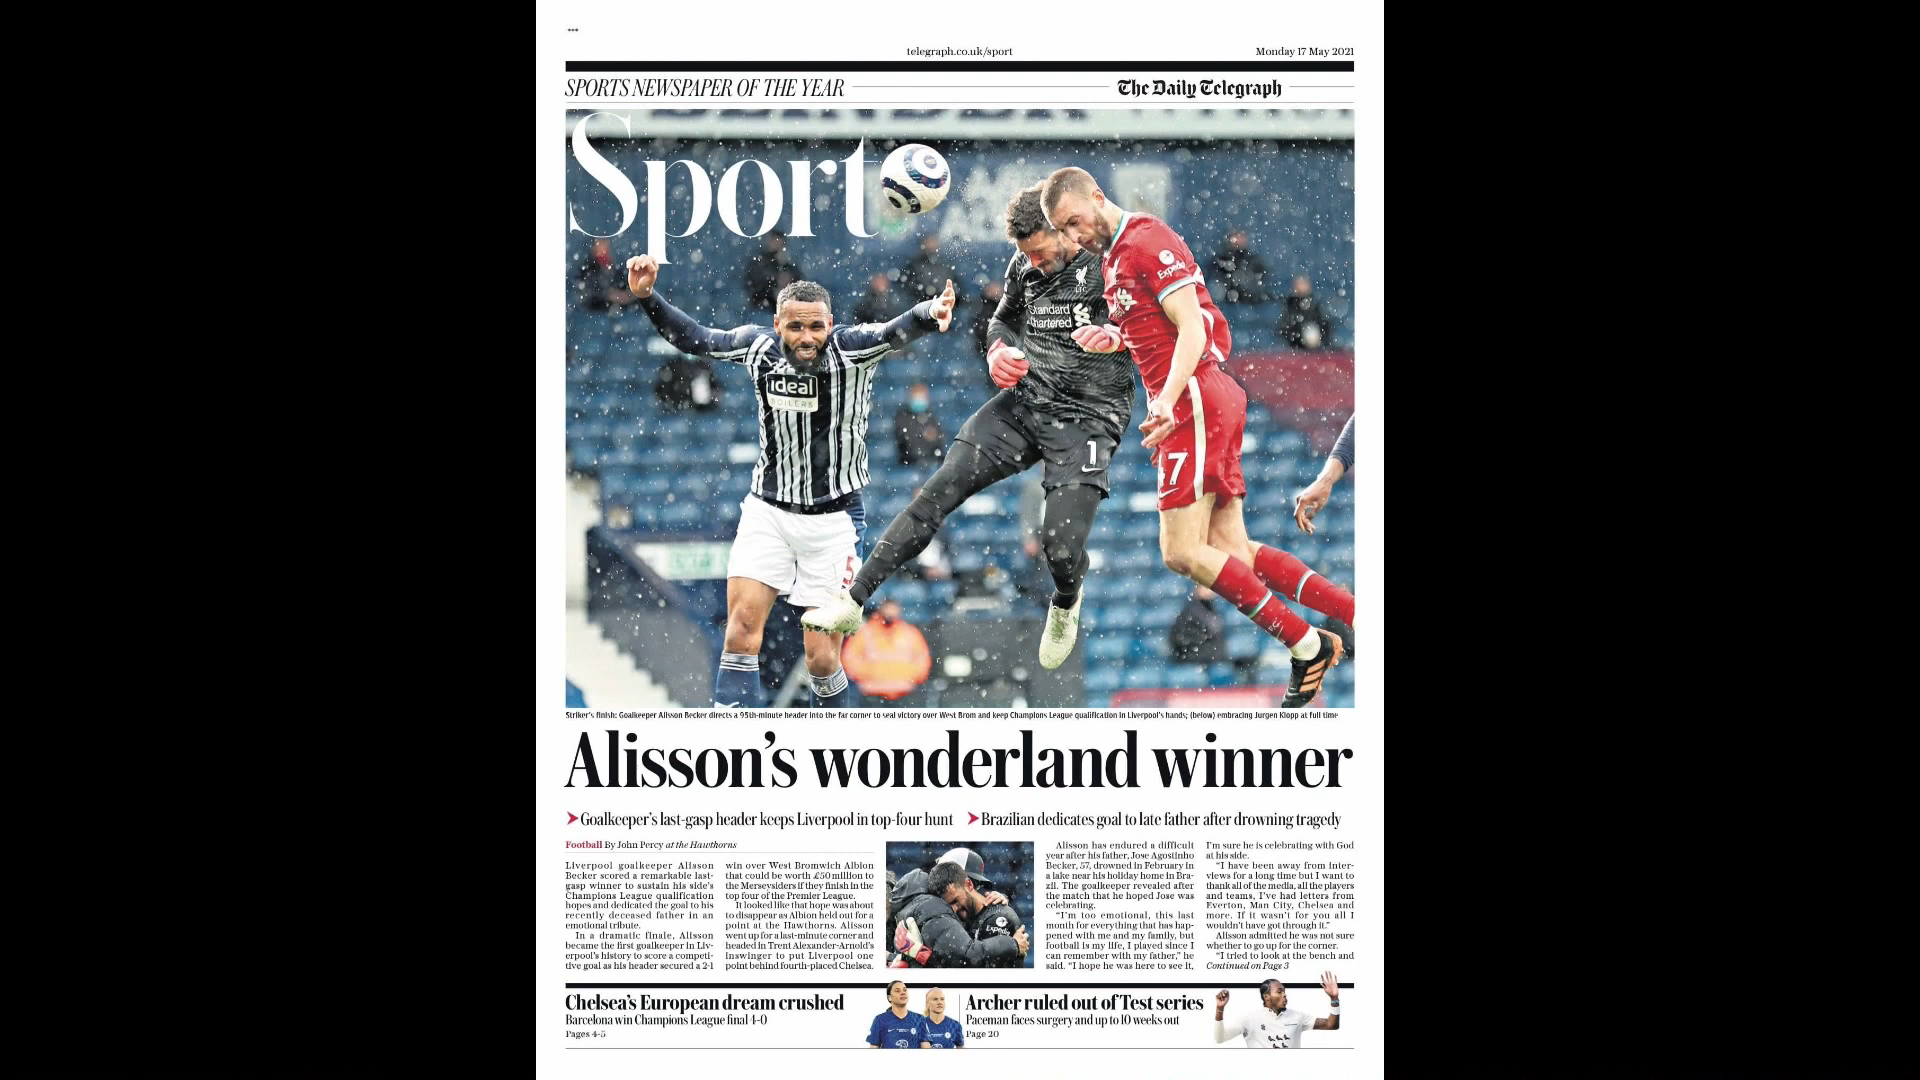 ***
telegraph.co.uk/sport
Monday 17 May 2021
SPORTS NEWSPAPER OF THE YEAR
The Daily Telegraph
Sport
ideal
BOILERS
5
LFC
Standard
Chartered
1
Expedia
47
Striker's finish: Goalkeeper Alisson Becker directs a 95th-minute header into the far corner to seal victory over West Brom and keep Champions League qualification in Liverpool's hands; (below) embracing Jurgen Klopp at full time
Alisson's wonderland winner
Goalkeeper's last-gasp header keeps Liverpool in top-four hunt
Brazilian dedicates goal to late father after drowning tragedy
Football By John Percy at the Hawthorns
Liverpool goalkeeper Alisson
Becker scored a remarkable last-
gasp winner to sustain his side's
Champions League qualification
hopes and dedicated the goal to his
recently deceased father in an
emotional tribute.
In a dramatic finale, Alisson
became the first goalkeeper in Liv-
erpool's history to score a competi-
tive goal as his header secured a 2-1
win over West Bromwich Albion
that could be worth £50million to
the Merseysiders if they finish in the
top four of the Premier League.
It looked like that hope was about
to disappear as Albion held out for a
point at the Hawthorns. Alisson
went up for a last-minute corner and
headed in Trent Alexander-Arnold's
inswinger to put Liverpool one
point behind fourth-placed Chelsea.
Expedia
Alisson has endured a difficult
year after his father, Jose Agostinho
Becker, 57, drowned in February in
a lake near his holiday home in Bra-
zil. The goalkeeper revealed after
the match that he hoped Jose was
celebrating.
"I'm too emotional, this last
month for everything that has hap-
pened with me and my family, but
football is my life, I played since I
can remember with my father," he
said. "I hope he was here to see it,
I'm sure he is celebrating with God
at his side.
"I have been away from inter-
views for a long time but I want to
thank all of the media, all the players
and teams, I've had letters from
Everton, Man City, Chelsea and
more. If it wasn't for you all I
wouldn't have got through it."
Alisson admitted he was not sure
whether to go up for the corner.
"I tried to look at the bench and
Continued on Page 3
Chelsea's European dream crushed
Barcelona win Champions League final 4-0
Pages 4-5
Archer ruled out of Test series
Paceman faces surgery and up to 10 weeks out
Page 20